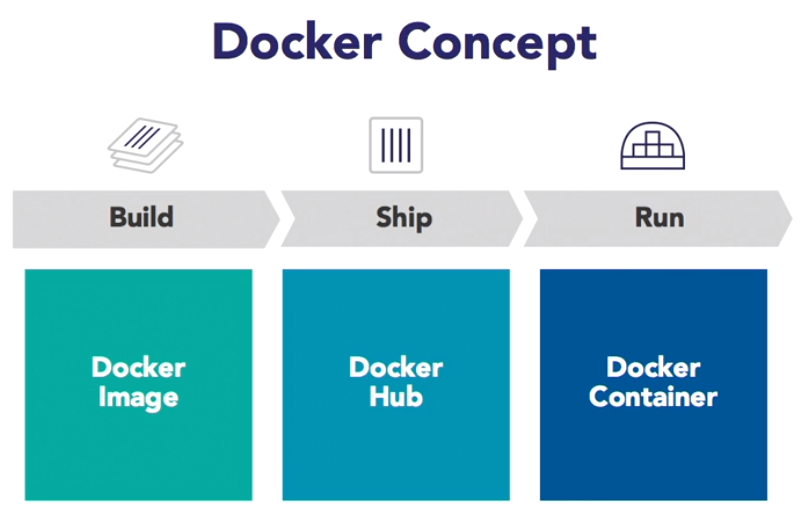 Docker Concept
Build
Ship
Run
Docker
Image
Docker
Hub
Docker
Container